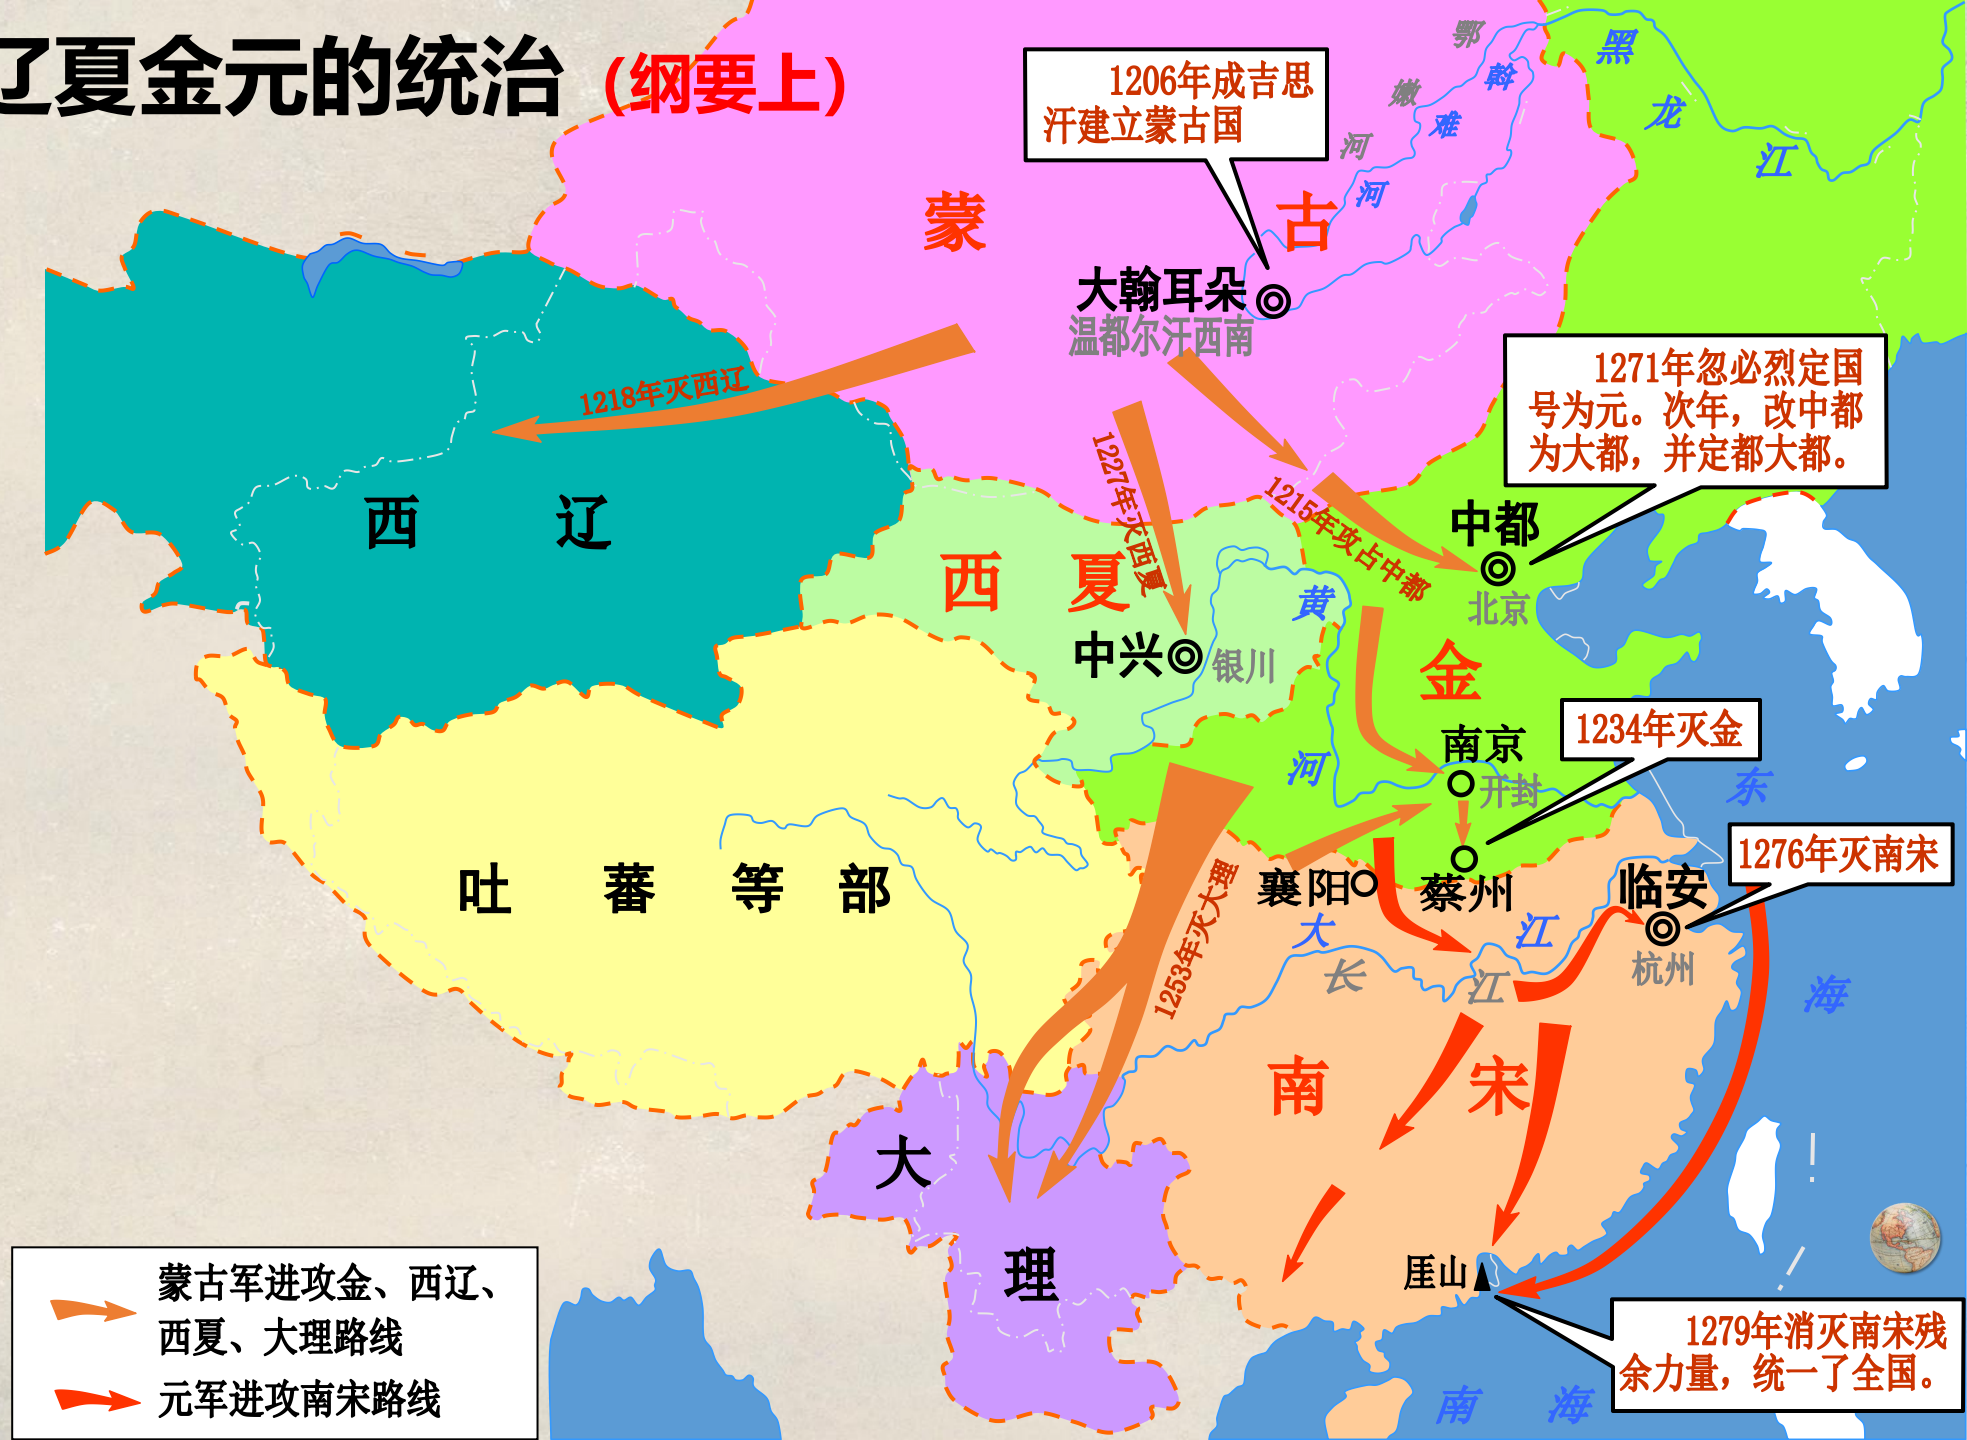 辽夏金元的统治（纲要上）
1206年成吉思
汗建立蒙古国
鄂
嫩
河
斡
难
河
黑
龙
江
蒙古
大斡耳朵
温都尔汗西南
1218年灭西辽
1227年灭西夏
1215年攻占中都
1271年忽必烈定国
号为元。次年，改中都
为大都，并定都大都。
中都
北京
西辽
西夏
中兴
银川
黄
河
金
南京
开封
1234年灭金
东
海
1276年灭南宋
吐蕃等部
1253年灭大理
襄阳
蔡州
临安
杭州
大
江
长
江
南宋
大
理
厓山
1279年消灭南宋残
余力量，统一了全国。
南海
蒙古军进攻金、西辽、
西夏、大理路线
元军进攻南宋路线